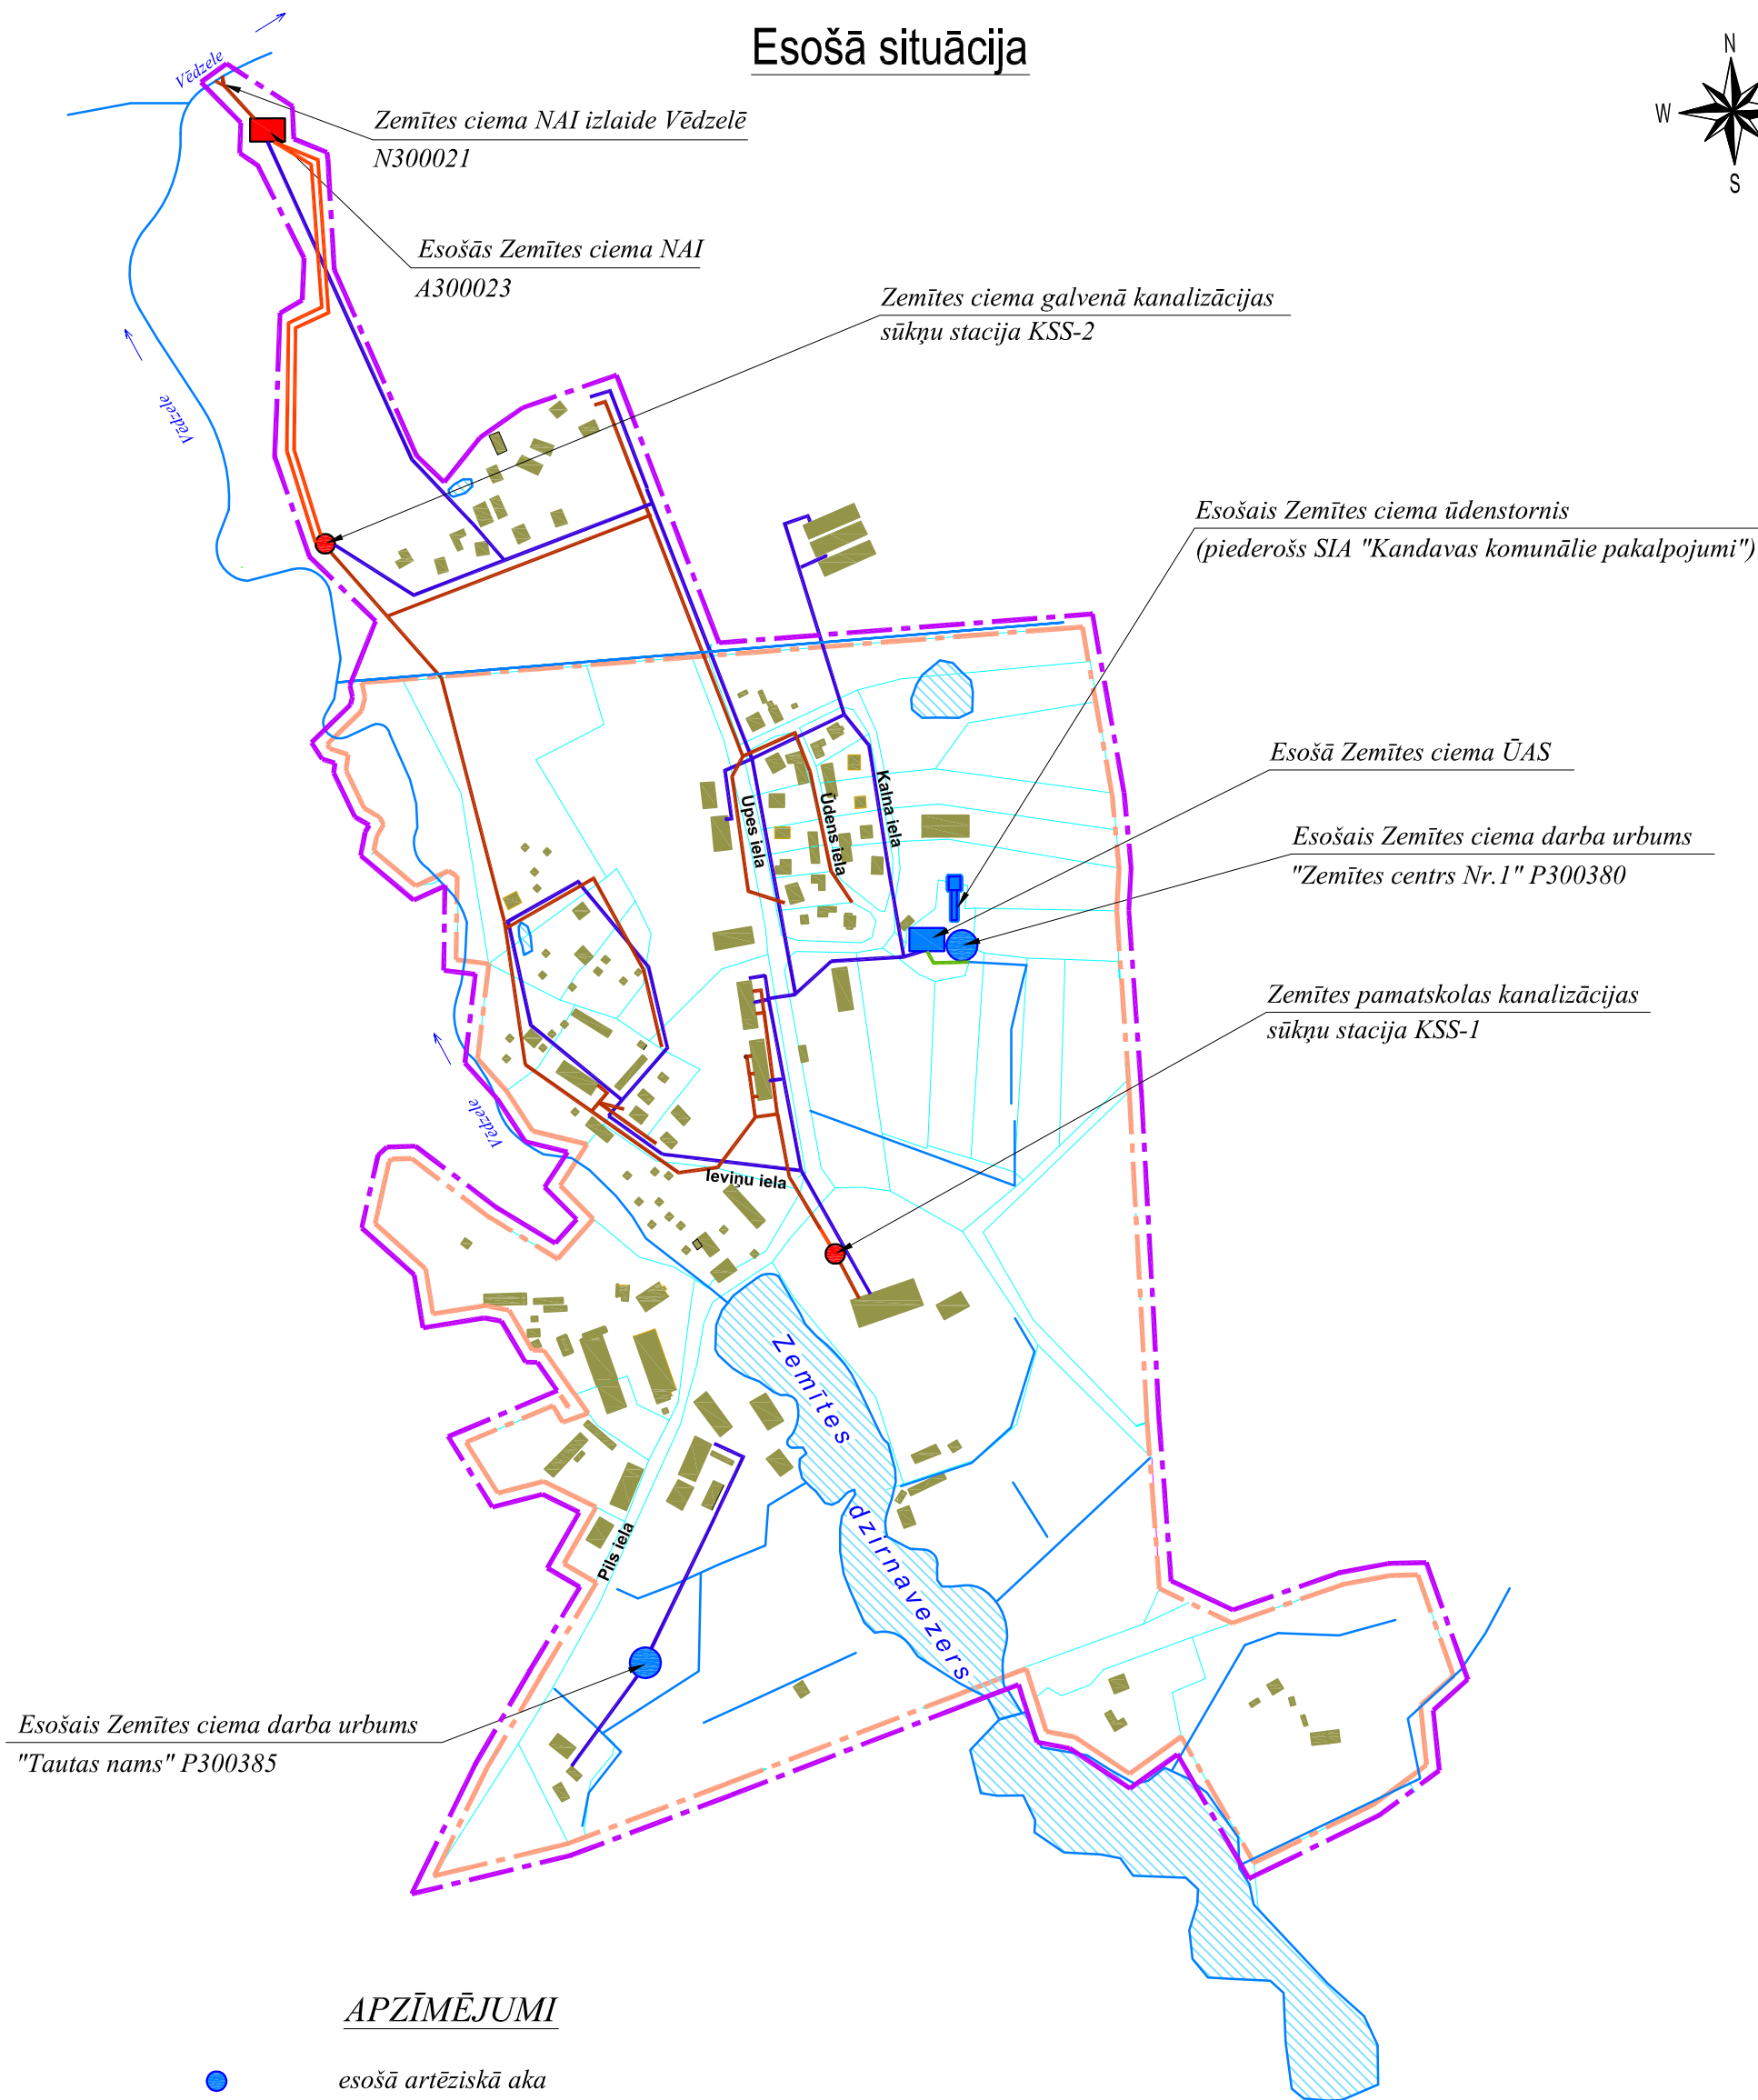 Esošā situācija
N
W
S
Vēdzele
Zemītes ciema NAI izlaide Vēdzelē
N300021
Esošās Zemītes ciema NAI
A300023
Zemītes ciema galvenā kanalizācijas
sūkņu stacija KSS-2
Vēdzele
Esošais Zemītes ciema ūdenstornis
(piederošs SIA "Kandavas komunālie pakalpojumi")
Esošā Zemītes ciema ŪAS
Kalna iela
Ūdens iela
Upes iela
Esošais Zemītes ciema darba urbums
"Zemītes centrs Nr.1" P300380
Zemītes pamatskolas kanalizācijas
sūkņu stacija KSS-1
Vēdzele
Ieviņu iela
Zemītes
dzirnavezers
Pils iela
Esošais Zemītes ciema darba urbums
"Tautas nams" P300385
APZĪMĒJUMI
esošā artēziskā aka